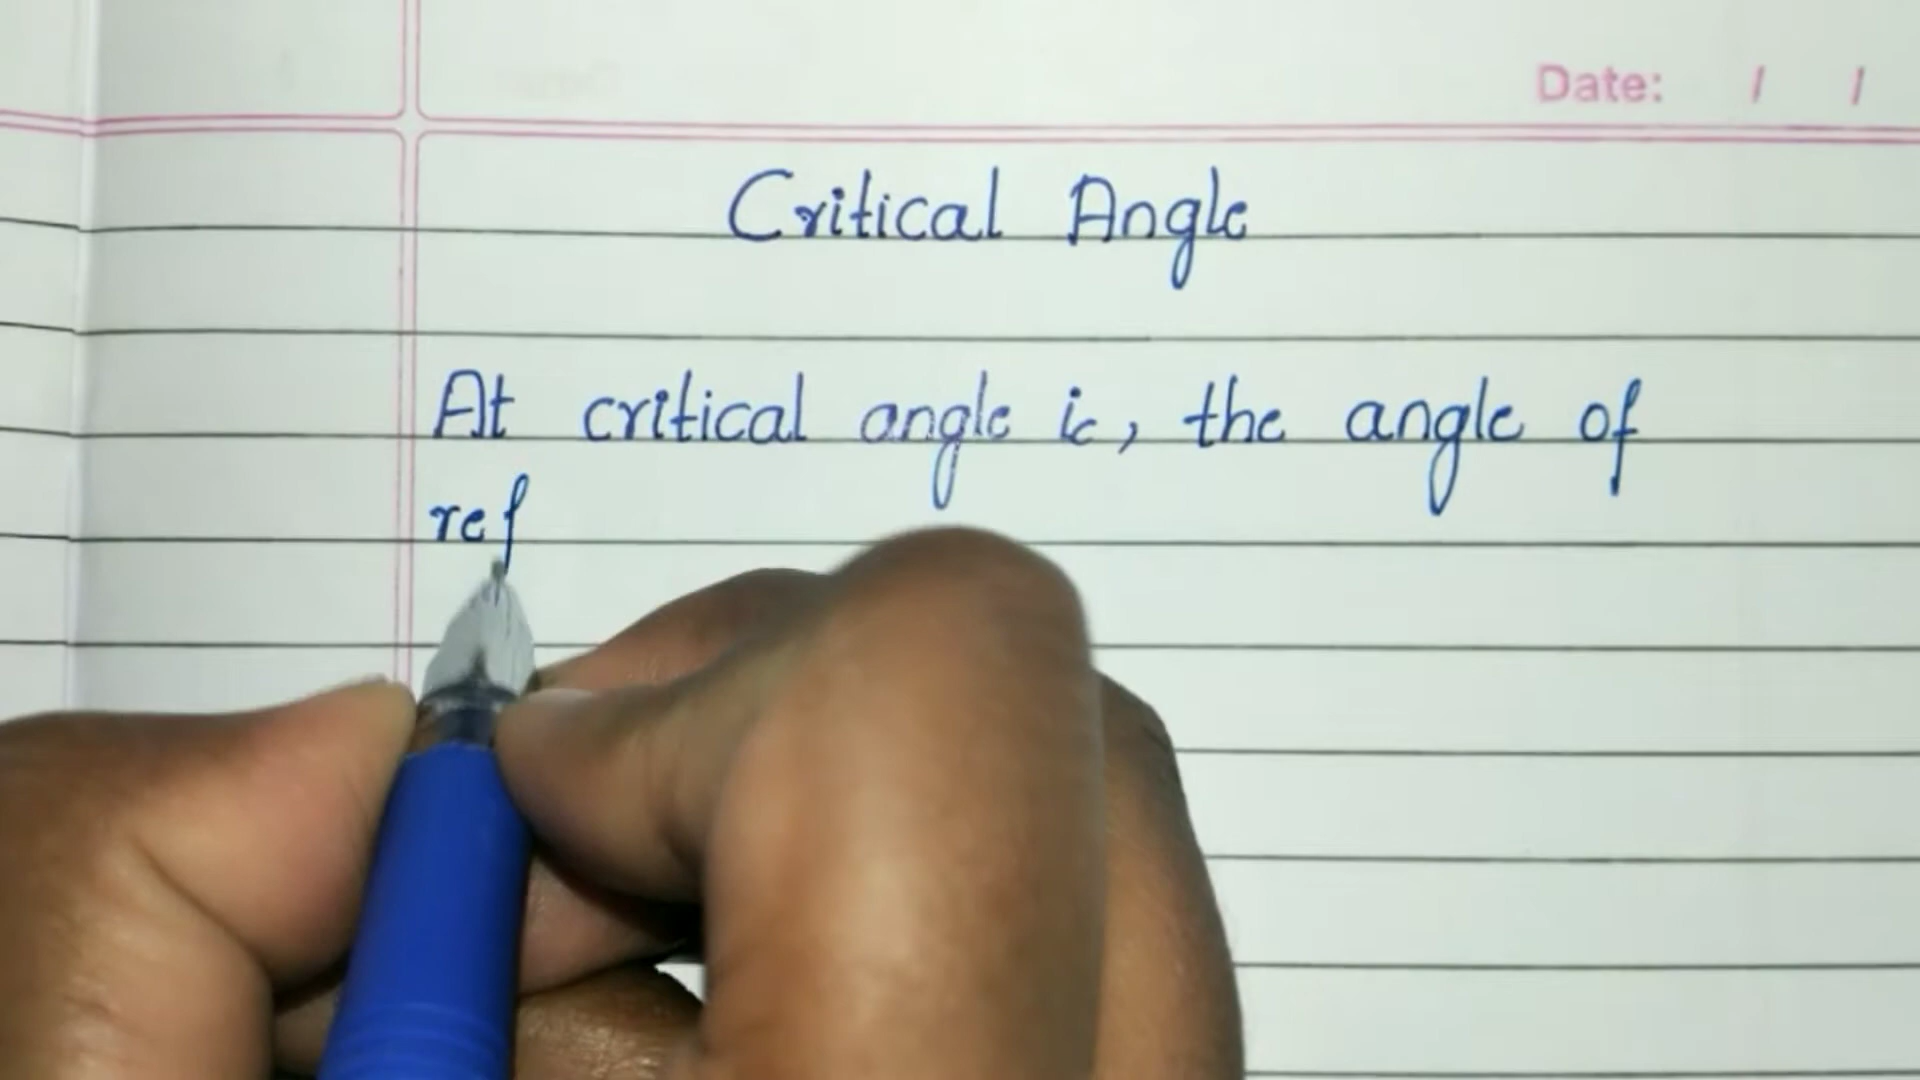 Date: / /
Critical Angle
At critical angle ic, the angle of
ref